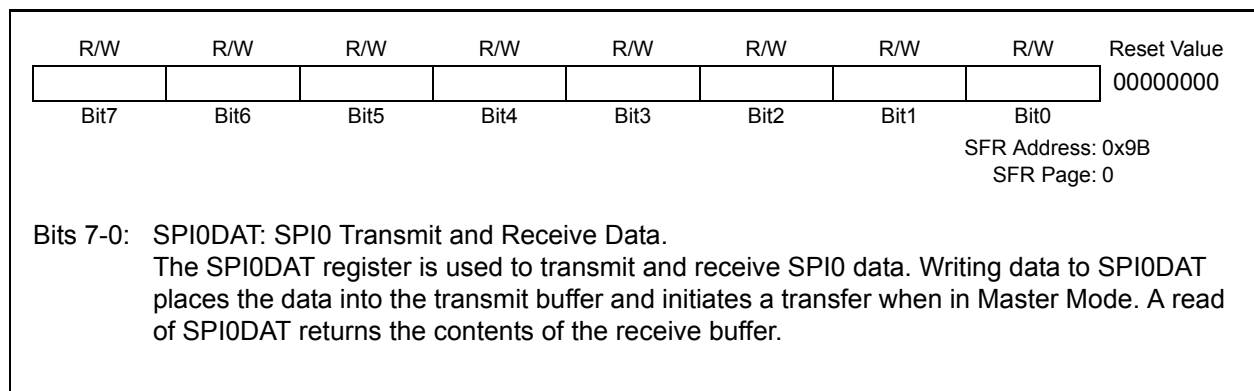 R/W R/W R/W R/W R/W R/W R/W R/W Reset Value
00000000
Bit7 Bit6 Bit5 Bit4 Bit3 Bit2 Bit1 Bit0
SFR Address: 0x9B
SFR Page: 0
Bits 7-0: SPI0DAT: SPI0 Transmit and Receive Data.
The SPI0DAT register is used to transmit and receive SPI0 data. Writing data to SPI0DAT
places the data into the transmit buffer and initiates a transfer when in Master Mode. A read
of SPI0DAT returns the contents of the receive buffer.